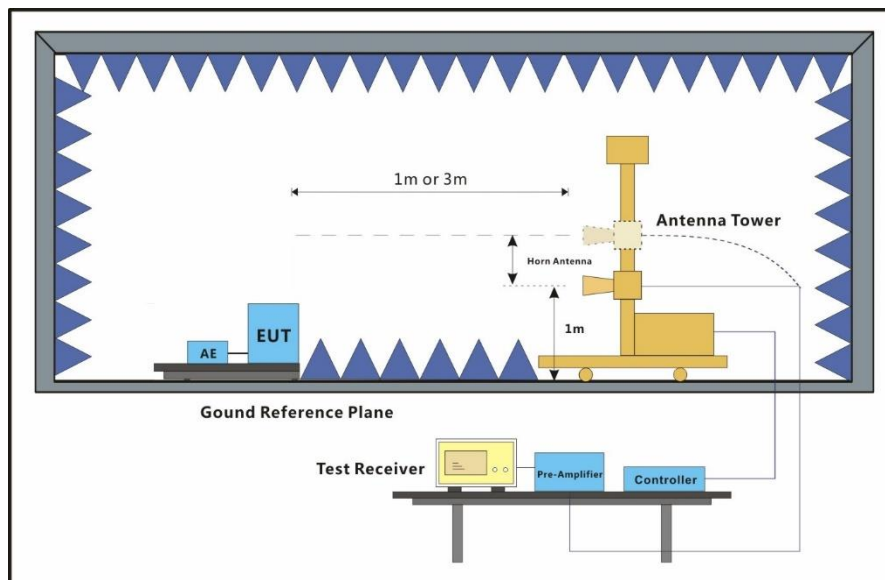 1m or 3m
Antenna Tower
Horn Antenna
EUT
AE
1m
Gound Reference Plane
Test Receiver
Pre-Amplifier
Controller